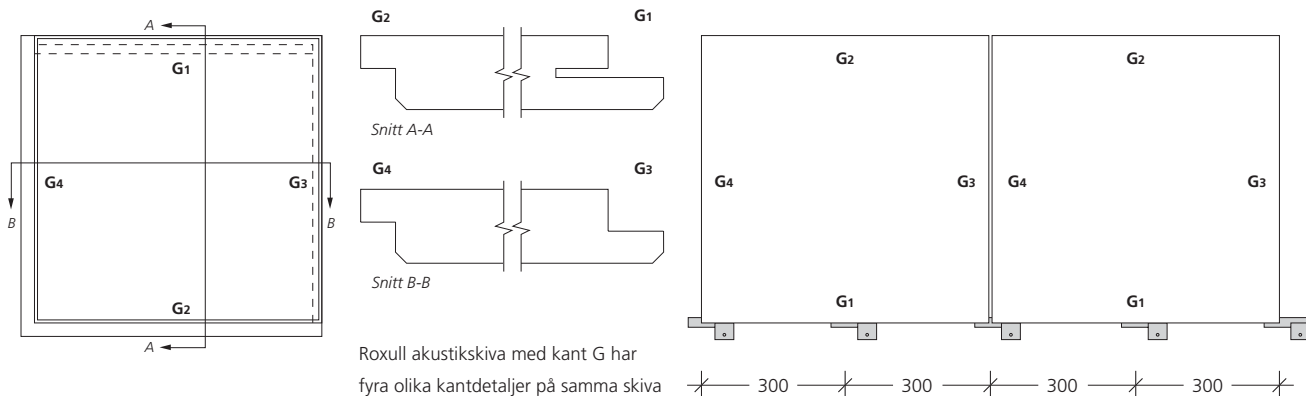 A
G1
G4
G3
B
B
G2
A
G2
G1
Snitt A-A
G4
G3
Snitt B-B
Roxull akustikskiva med kant G har
fyra olika kantdetaljer på samma skiva
G2
G2
G4
G3
G4
G3
G1
G1
300
300
300
300